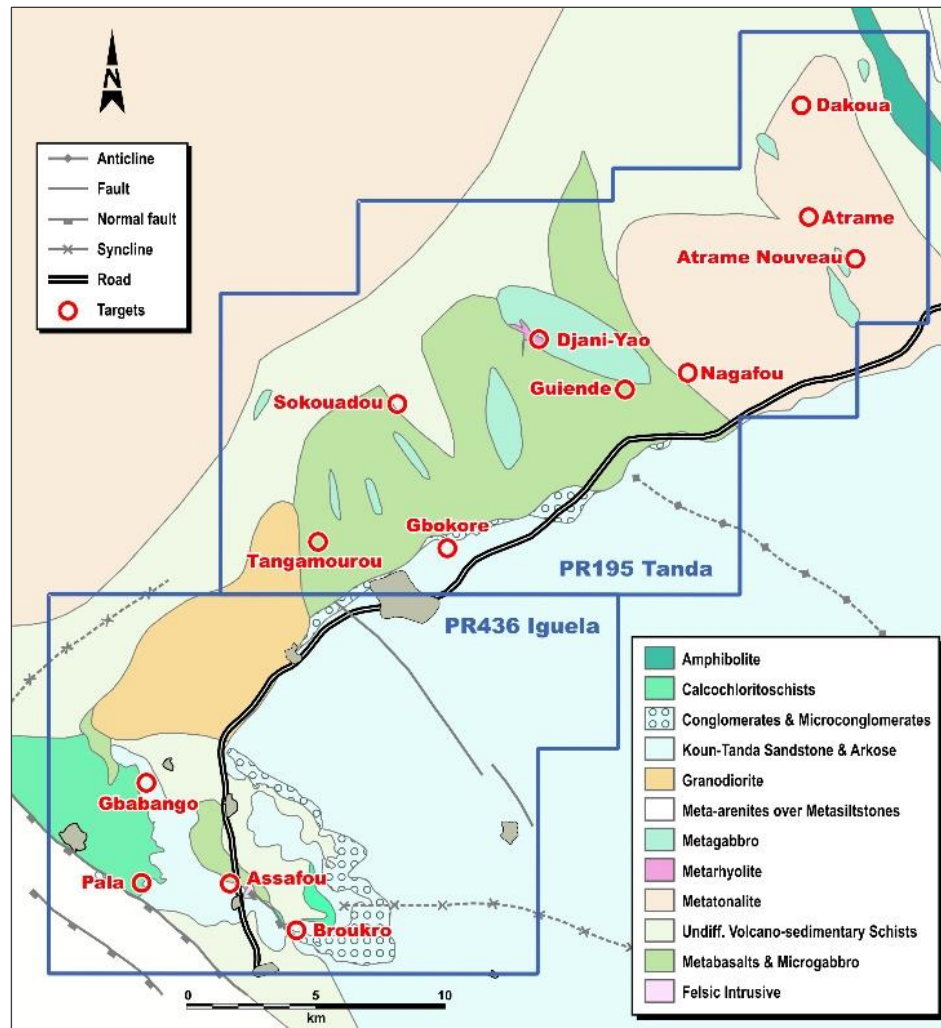 N
Anticline
Fault
Normal fault
Syncline
Road
Targets
Dakoua
Atrame
Atrame Nouveau
Djani-Yao
Nagafou
Guiende
Sokouadou
Gbokore
Tangamourou
PR195 Tanda
PR436 Iguela
Gbabango
Pala
Assafou
Broukro
Amphibolite
Calcochloritoschists
Conglomerates & Microconglomerates
Koun-Tanda Sandstone & Arkose
Granodiorite
Meta-arenites over Metasiltstones
Metagabbro
Metarhyolite
Metatonalite
Undiff. Volcano-sedimentary Schists
Metabasalts & Microgabbro
Felsic Intrusive
0 5 10
km